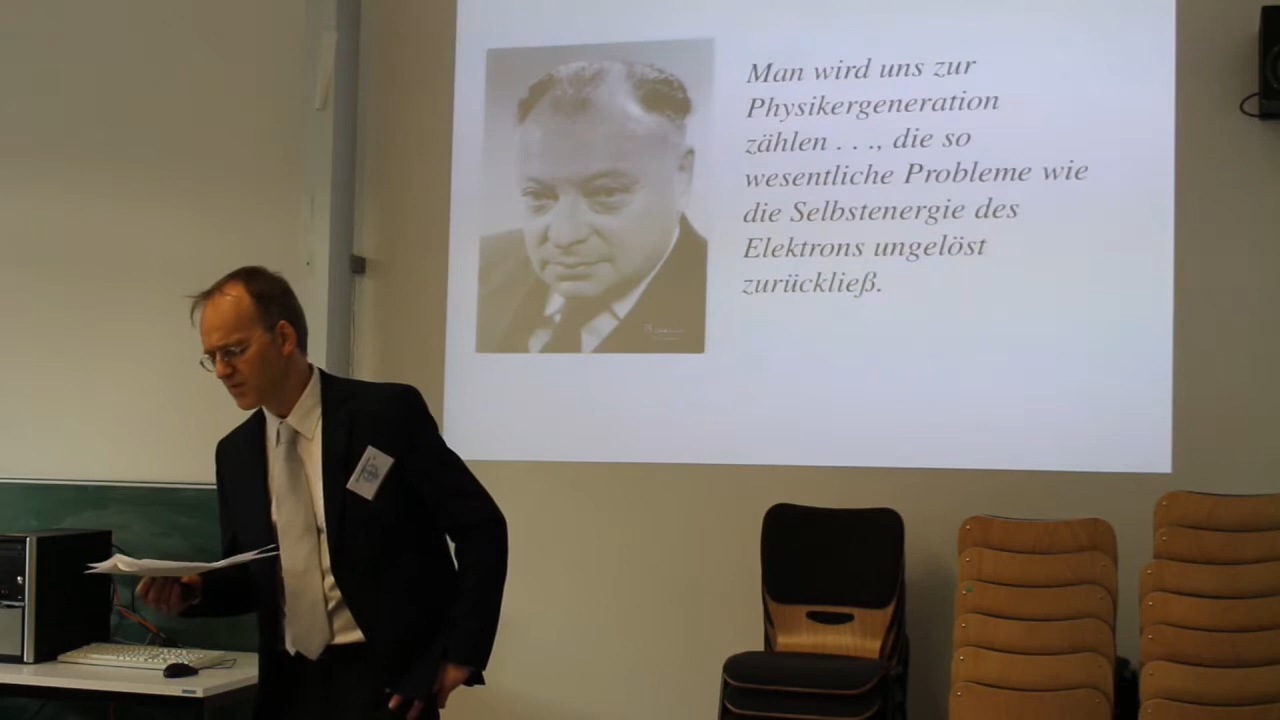 Man wird uns zur
Physikergeneration
zählen . . ., die so
wesentliche Probleme wie
die Selbstenergie des
Elektrons ungelöst
zurückließ.